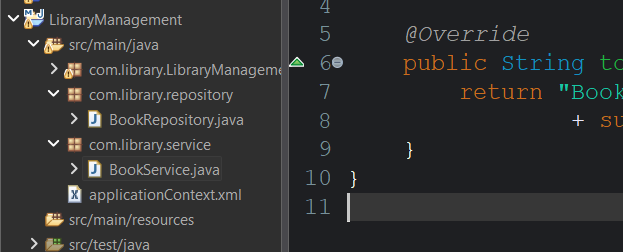 LibraryManagement
src/main/java
com.library.LibraryManageme
com.library.repository
BookRepository.java
com.library.service
BookService.java
applicationContext.xml
src/main/resources
src/test/java
4
5 @Override
6 public String to
7 return "Book
8 + su
9 }
10 }
11